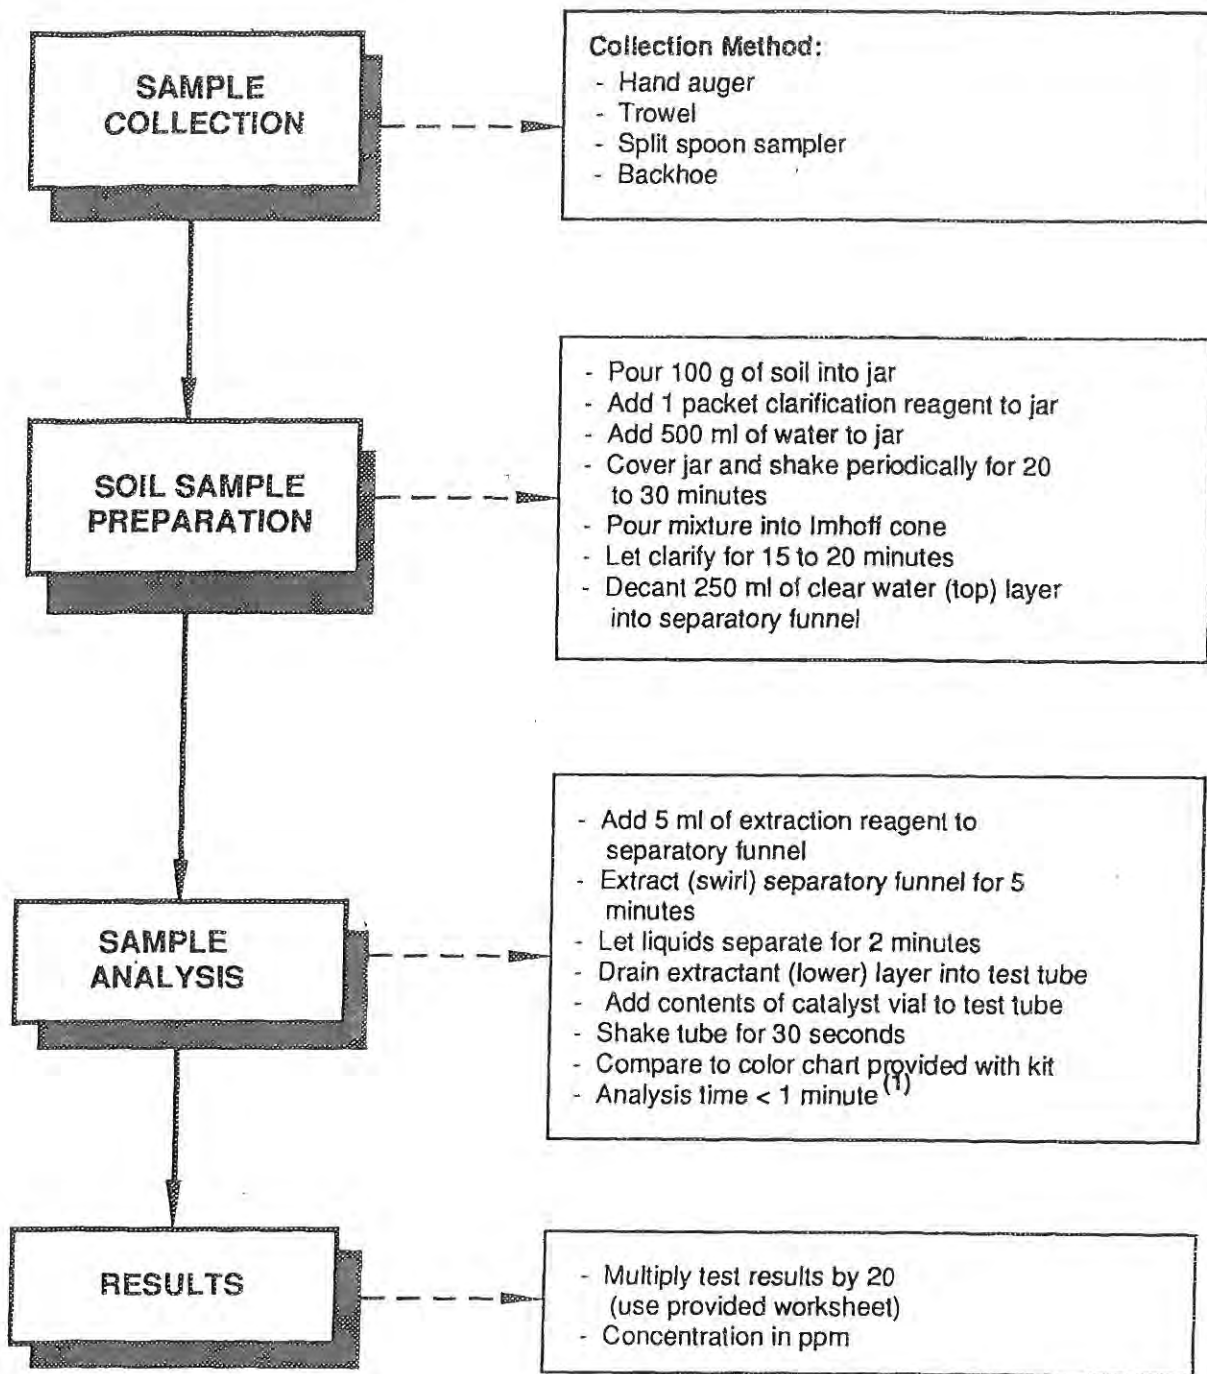 SAMPLE
COLLECTION
Collection Method:
- Hand auger
- Trowel
- Split spoon sampler
- Backhoe
SOIL SAMPLE
PREPARATION
- Pour 100 g of soil into jar
- Add 1 packet clarification reagent to jar
- Add 500 ml of water to jar
- Cover jar and shake periodically for 20
to 30 minutes
- Pour mixture into Imhoff cone
- Let clarify for 15 to 20 minutes
- Decant 250 ml of clear water (top) layer
into separatory funnel
SAMPLE
ANALYSIS
- Add 5 ml of extraction reagent to
separatory funnel
- Extract (swirl) separatory funnel for 5
minutes
- Let liquids separate for 2 minutes
- Drain extractant (lower) layer into test tube
- Add contents of catalyst vial to test tube
- Shake tube for 30 seconds
- Compare to color chart provided with kit
- Analysis time < 1 minute (1)
RESULTS
- Multiply test results by 20
(use provided worksheet)
- Concentration in ppm